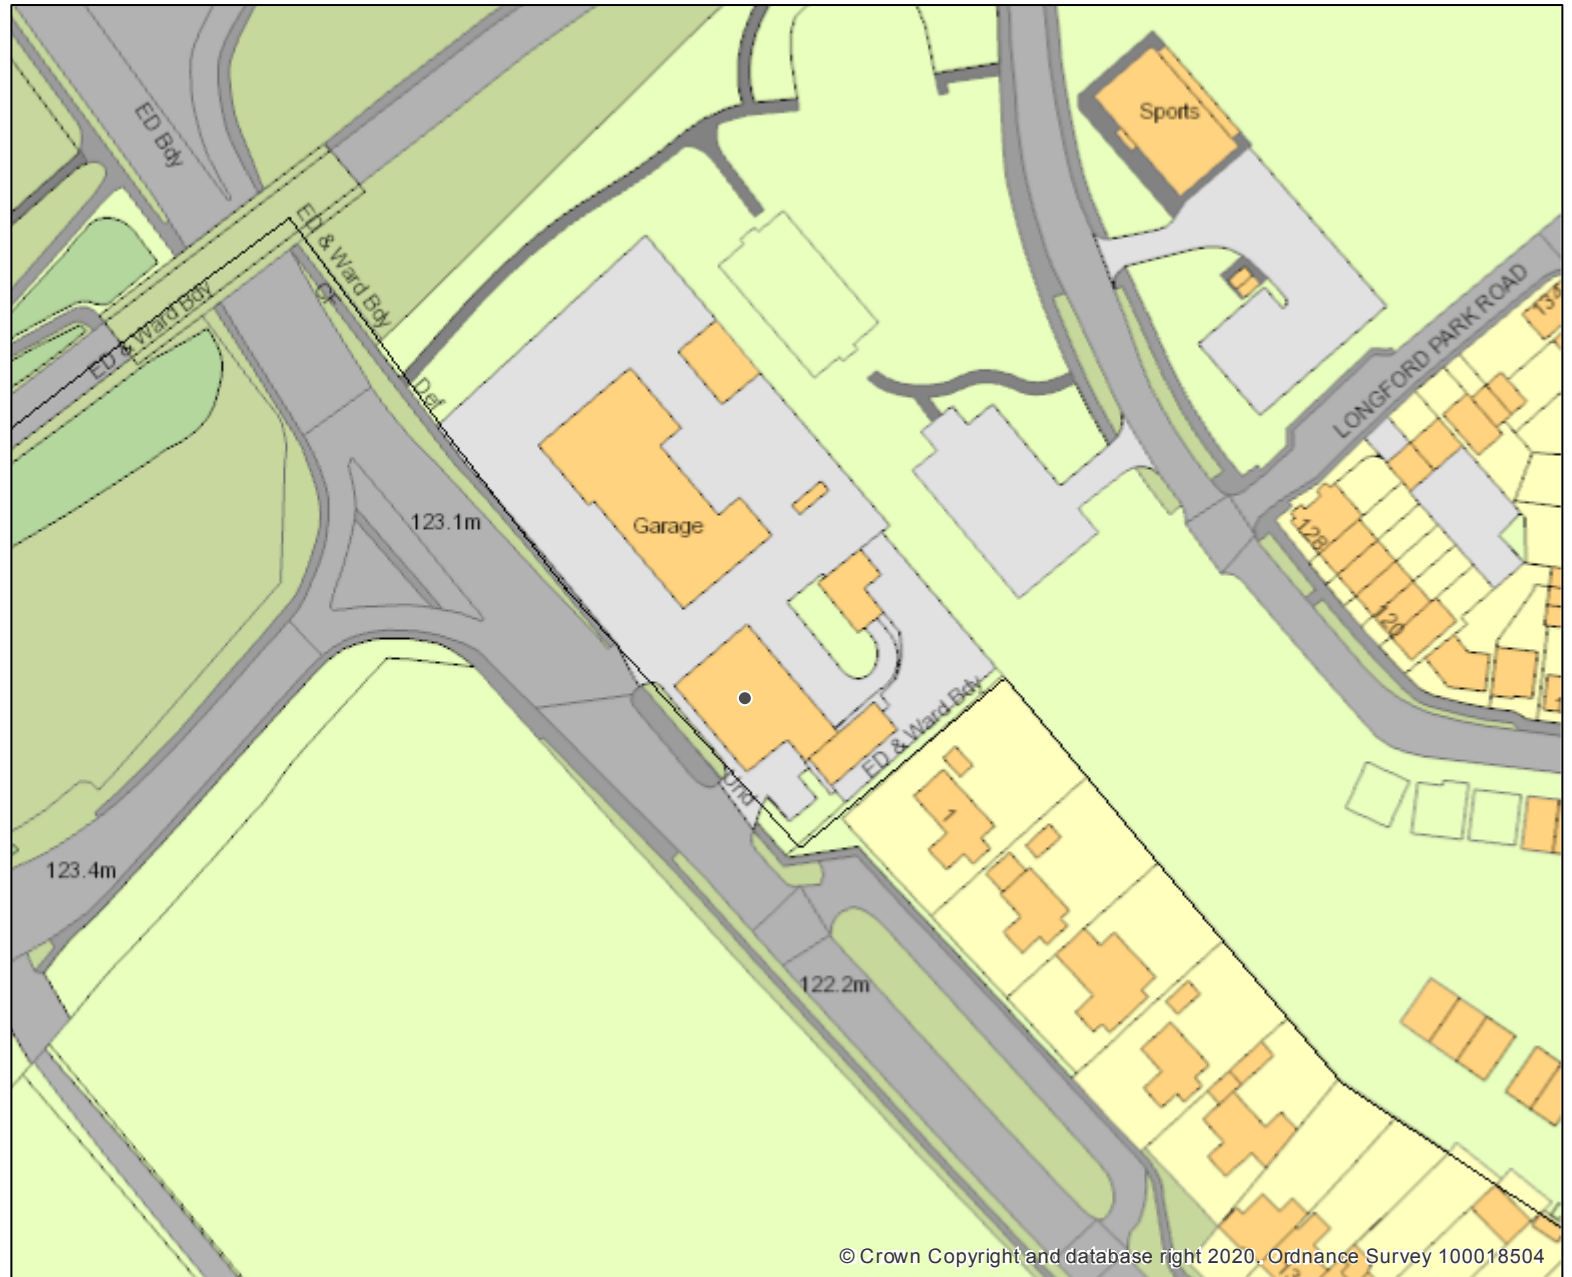 ED Bdy
Sports
ED & Ward Bdy
CF
ED & Ward Bdy
LONGFORD PARK ROAD
134
Def
123.1m
Garage
128
120
ED & Ward Bdy
Und
1
123.4m
122.2m
© Crown Copyright and database right 2020. Ordnance Survey 100018504